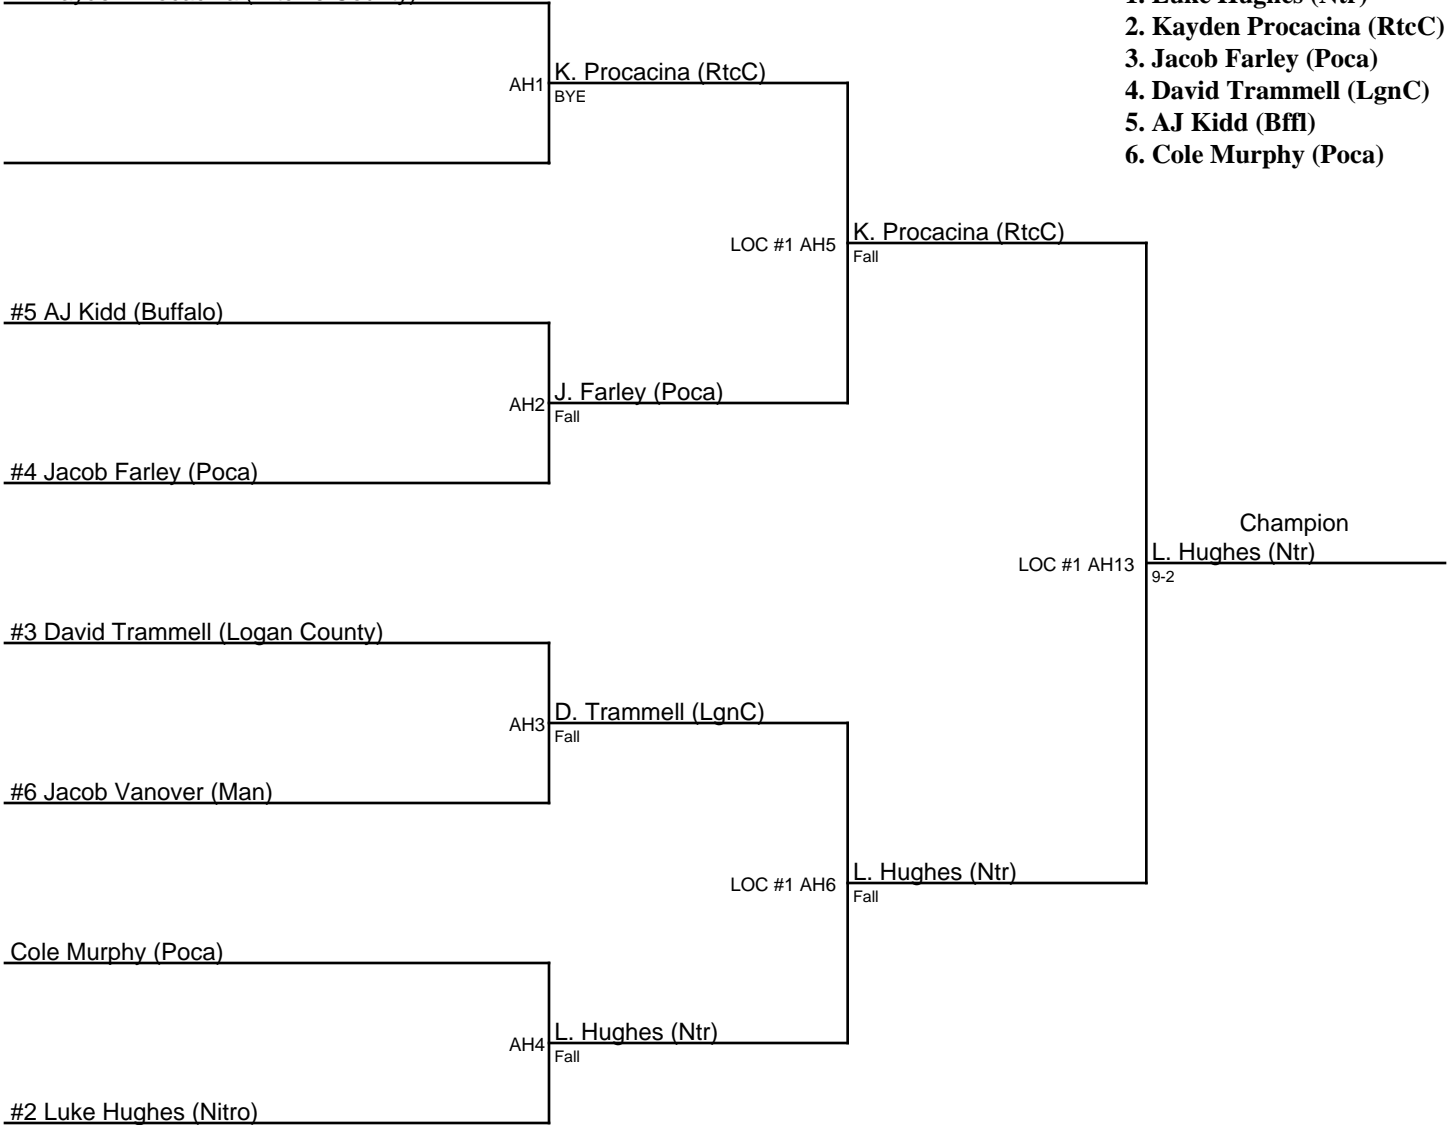 1. Luke Hughes (Ntr)
2. Kayden Procacina (RtcC)
3. Jacob Farley (Poca)
4. David Trammell (LgnC)
5. AJ Kidd (Bffl)
6. Cole Murphy (Poca)
AH1 K. Procacina (RtcC)
BYE
LOC #1 AH5 K. Procacina (RtcC)
Fall
#5 AJ Kidd (Buffalo)
AH2 J. Farley (Poca)
Fall
#4 Jacob Farley (Poca)
Champion
LOC #1 AH13 L. Hughes (Ntr)
9-2
#3 David Trammell (Logan County)
AH3 D. Trammell (LgnC)
Fall
#6 Jacob Vanover (Man)
LOC #1 AH6 L. Hughes (Ntr)
Fall
Cole Murphy (Poca)
AH4 L. Hughes (Ntr)
Fall
#2 Luke Hughes (Nitro)